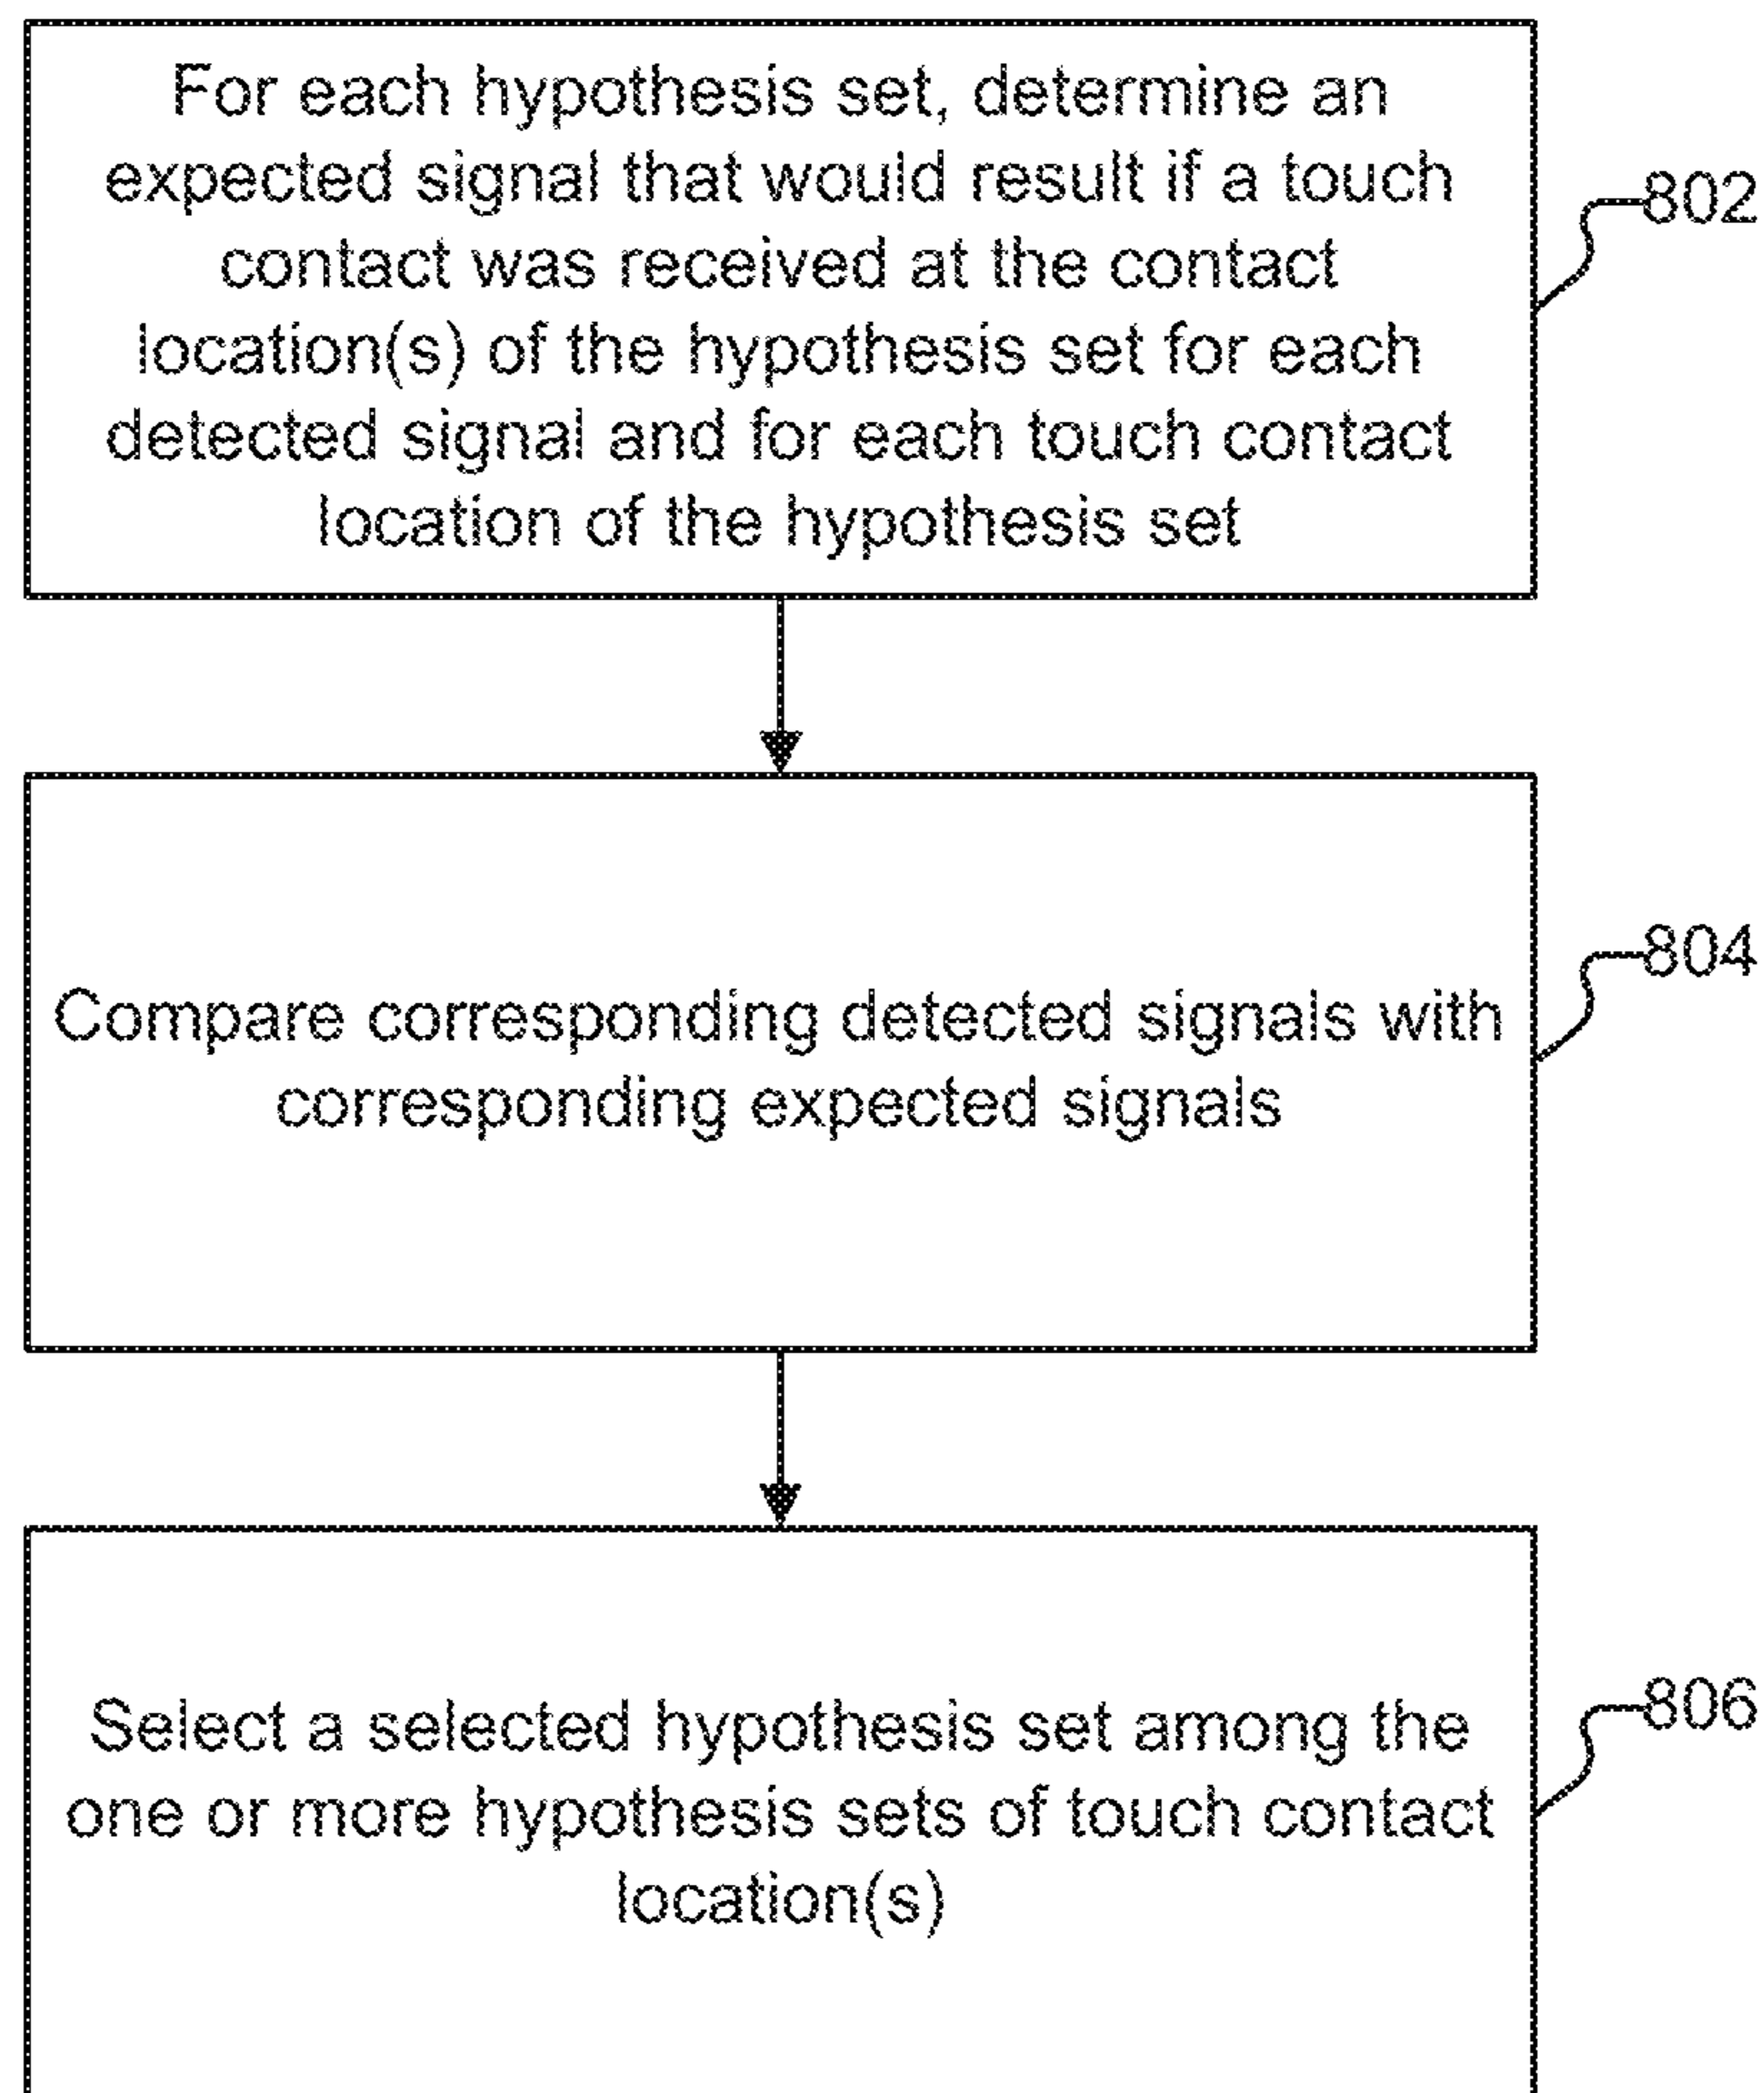 For each hypothesis set, determine an
expected signal that would result if a touch
contact was received at the contact
location(s) of the hypothesis set for each
detected signal and for each touch contact
location of the hypothesis set
802
Compare corresponding detected signals with
corresponding expected signals
804
Select a selected hypothesis set among the
one or more hypothesis sets of touch contact
location(s)
806